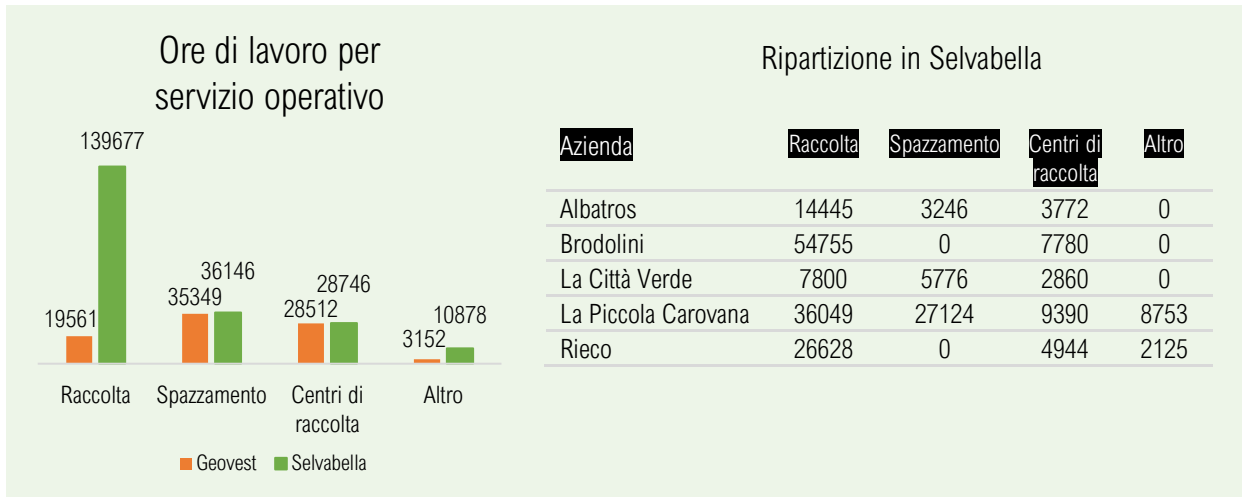 Ore di lavoro per
servizio operativo
139677
19561
35349
36146
28512
28746
3152
10878
Raccolta
Spazzamento
Centri di
raccolta
Altro
Geovest Selvabella
Ripartizione in Selvabella
Azienda Raccolta Spazzamento Centri di raccolta Altro
Albatros 14445 3246 3772 0
Brodolini 54755 0 7780 0
La Città Verde 7800 5776 2860 0
La Piccola Carovana 36049 27124 9390 8753
Rieco 26628 0 4944 2125